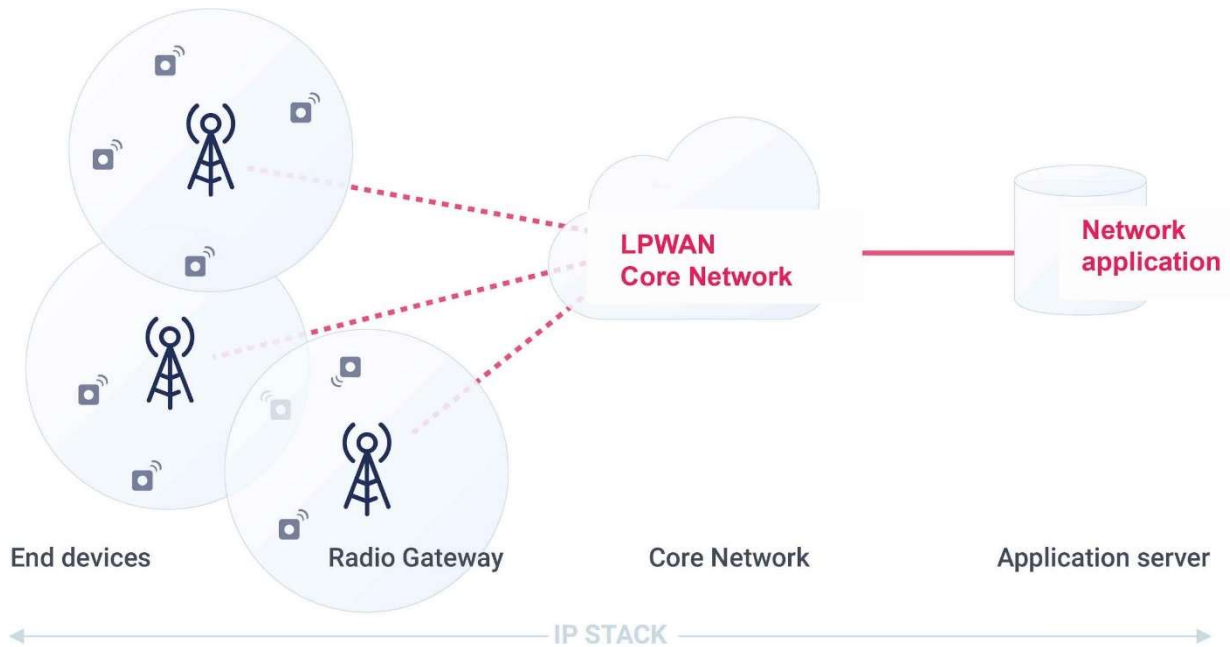 LPWAN
Core Network
Network
application
End devices
Radio Gateway
Core Network
Application server
IP STACK